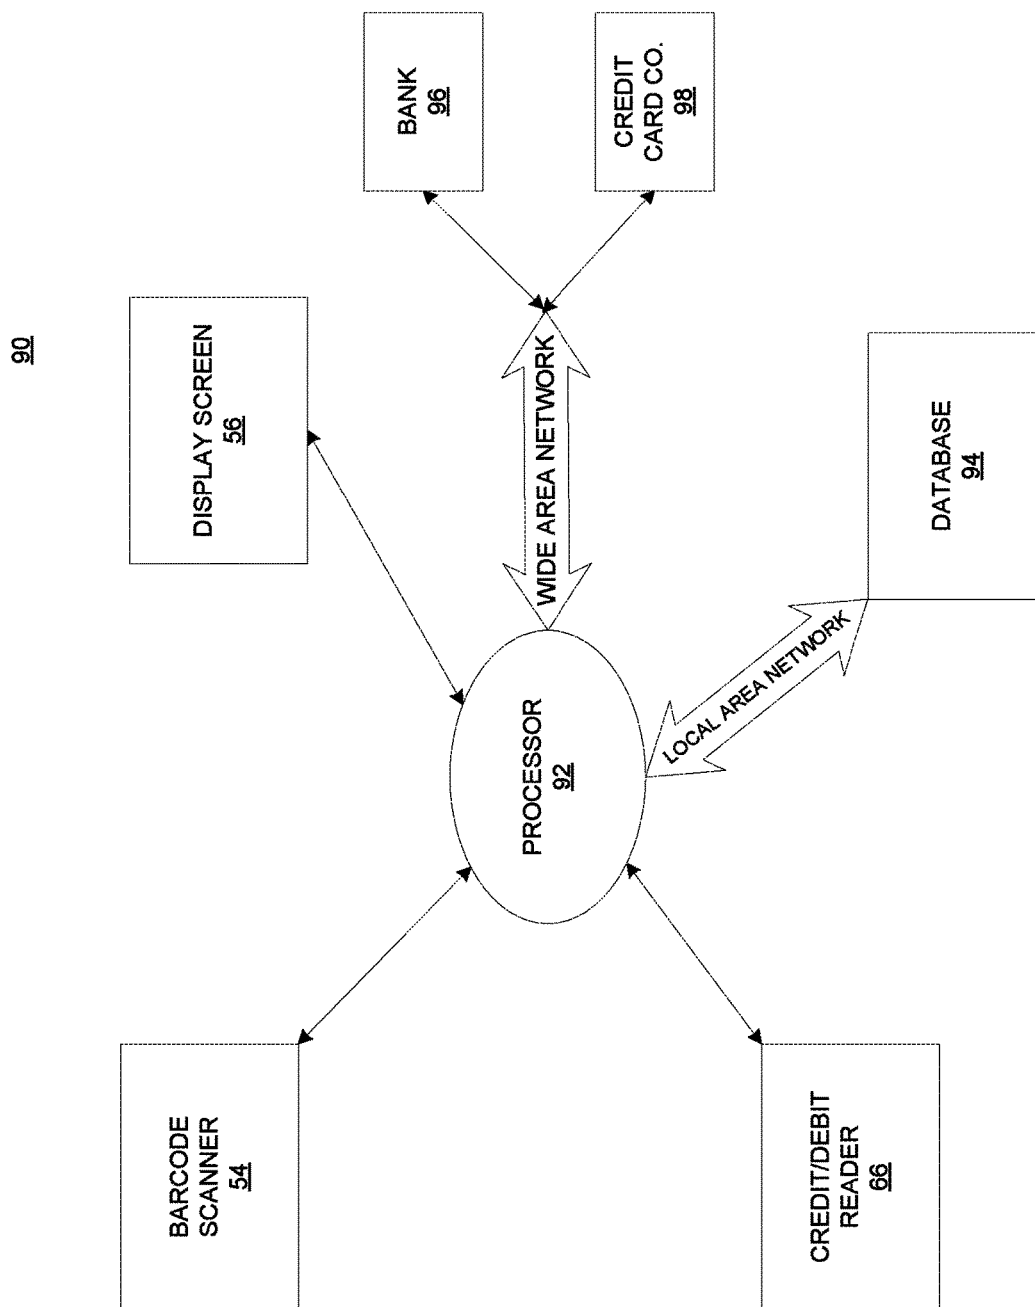 90
BARCODE
SCANNER
54
DISPLAY SCREEN
56
BANK
96
PROCESSOR
92
WIDE AREA NETWORK
CREDIT
CARD CO.
98
LOCAL AREA NETWORK
CREDIT/DEBIT
READER
66
DATABASE
94